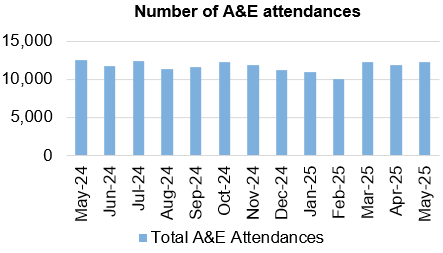 Number of A&E attendances
15,000
10,000
5,000
0
May-24
Jun-24
Jul-24
Aug-24
Sep-24
Oct-24
Nov-24
Dec-24
Jan-25
Feb-25
Mar-25
Apr-25
May-25
Total A&E Attendances